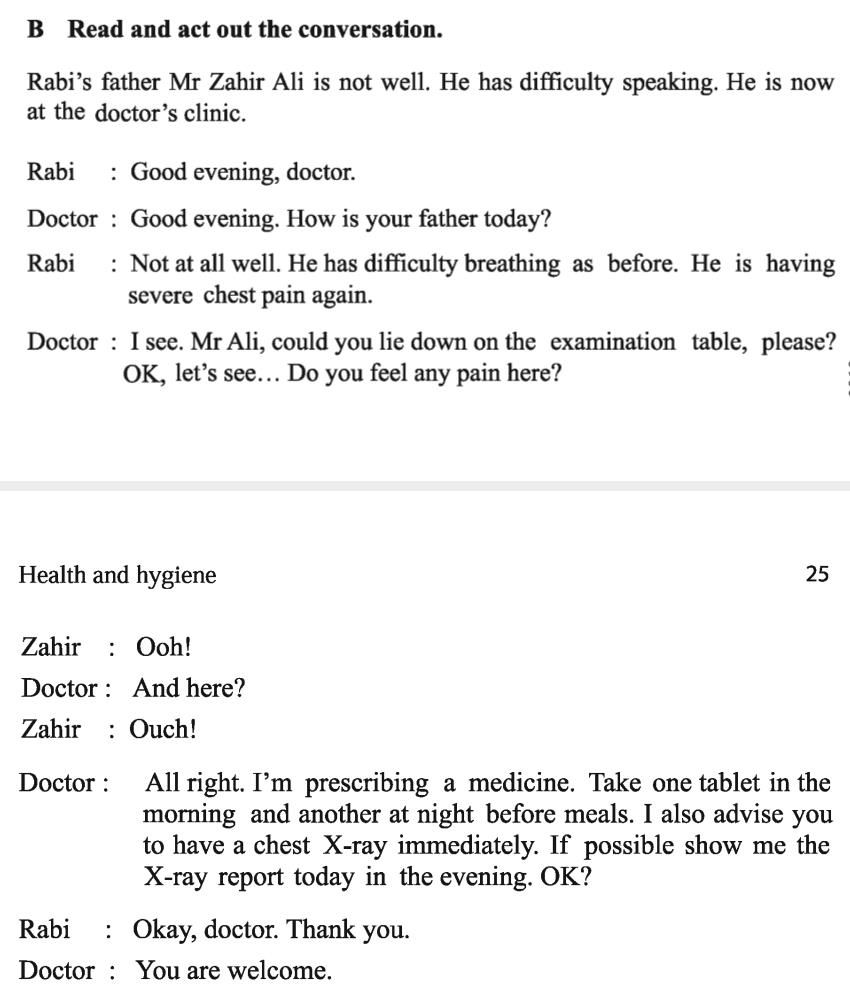 B Read and act out the conversation.
Rabi’s father Mr Zahir Ali is not well. He has difficulty speaking. He is now
at the doctor’s clinic.
Rabi : Good evening, doctor.
Doctor : Good evening. How is your father today?
Rabi : Not at all well. He has difficulty breathing as before. He is having
severe chest pain again.
Doctor : I see. Mr Ali, could you lie down on the examination table, please?
OK, let’s see… Do you feel any pain here?
Health and hygiene 25
Zahir : Ooh!
Doctor : And here?
Zahir : Ouch!
Doctor : All right. I’m prescribing a medicine. Take one tablet in the
morning and another at night before meals. I also advise you
to have a chest X-ray immediately. If possible show me the
X-ray report today in the evening. OK?
Rabi : Okay, doctor. Thank you.
Doctor : You are welcome.